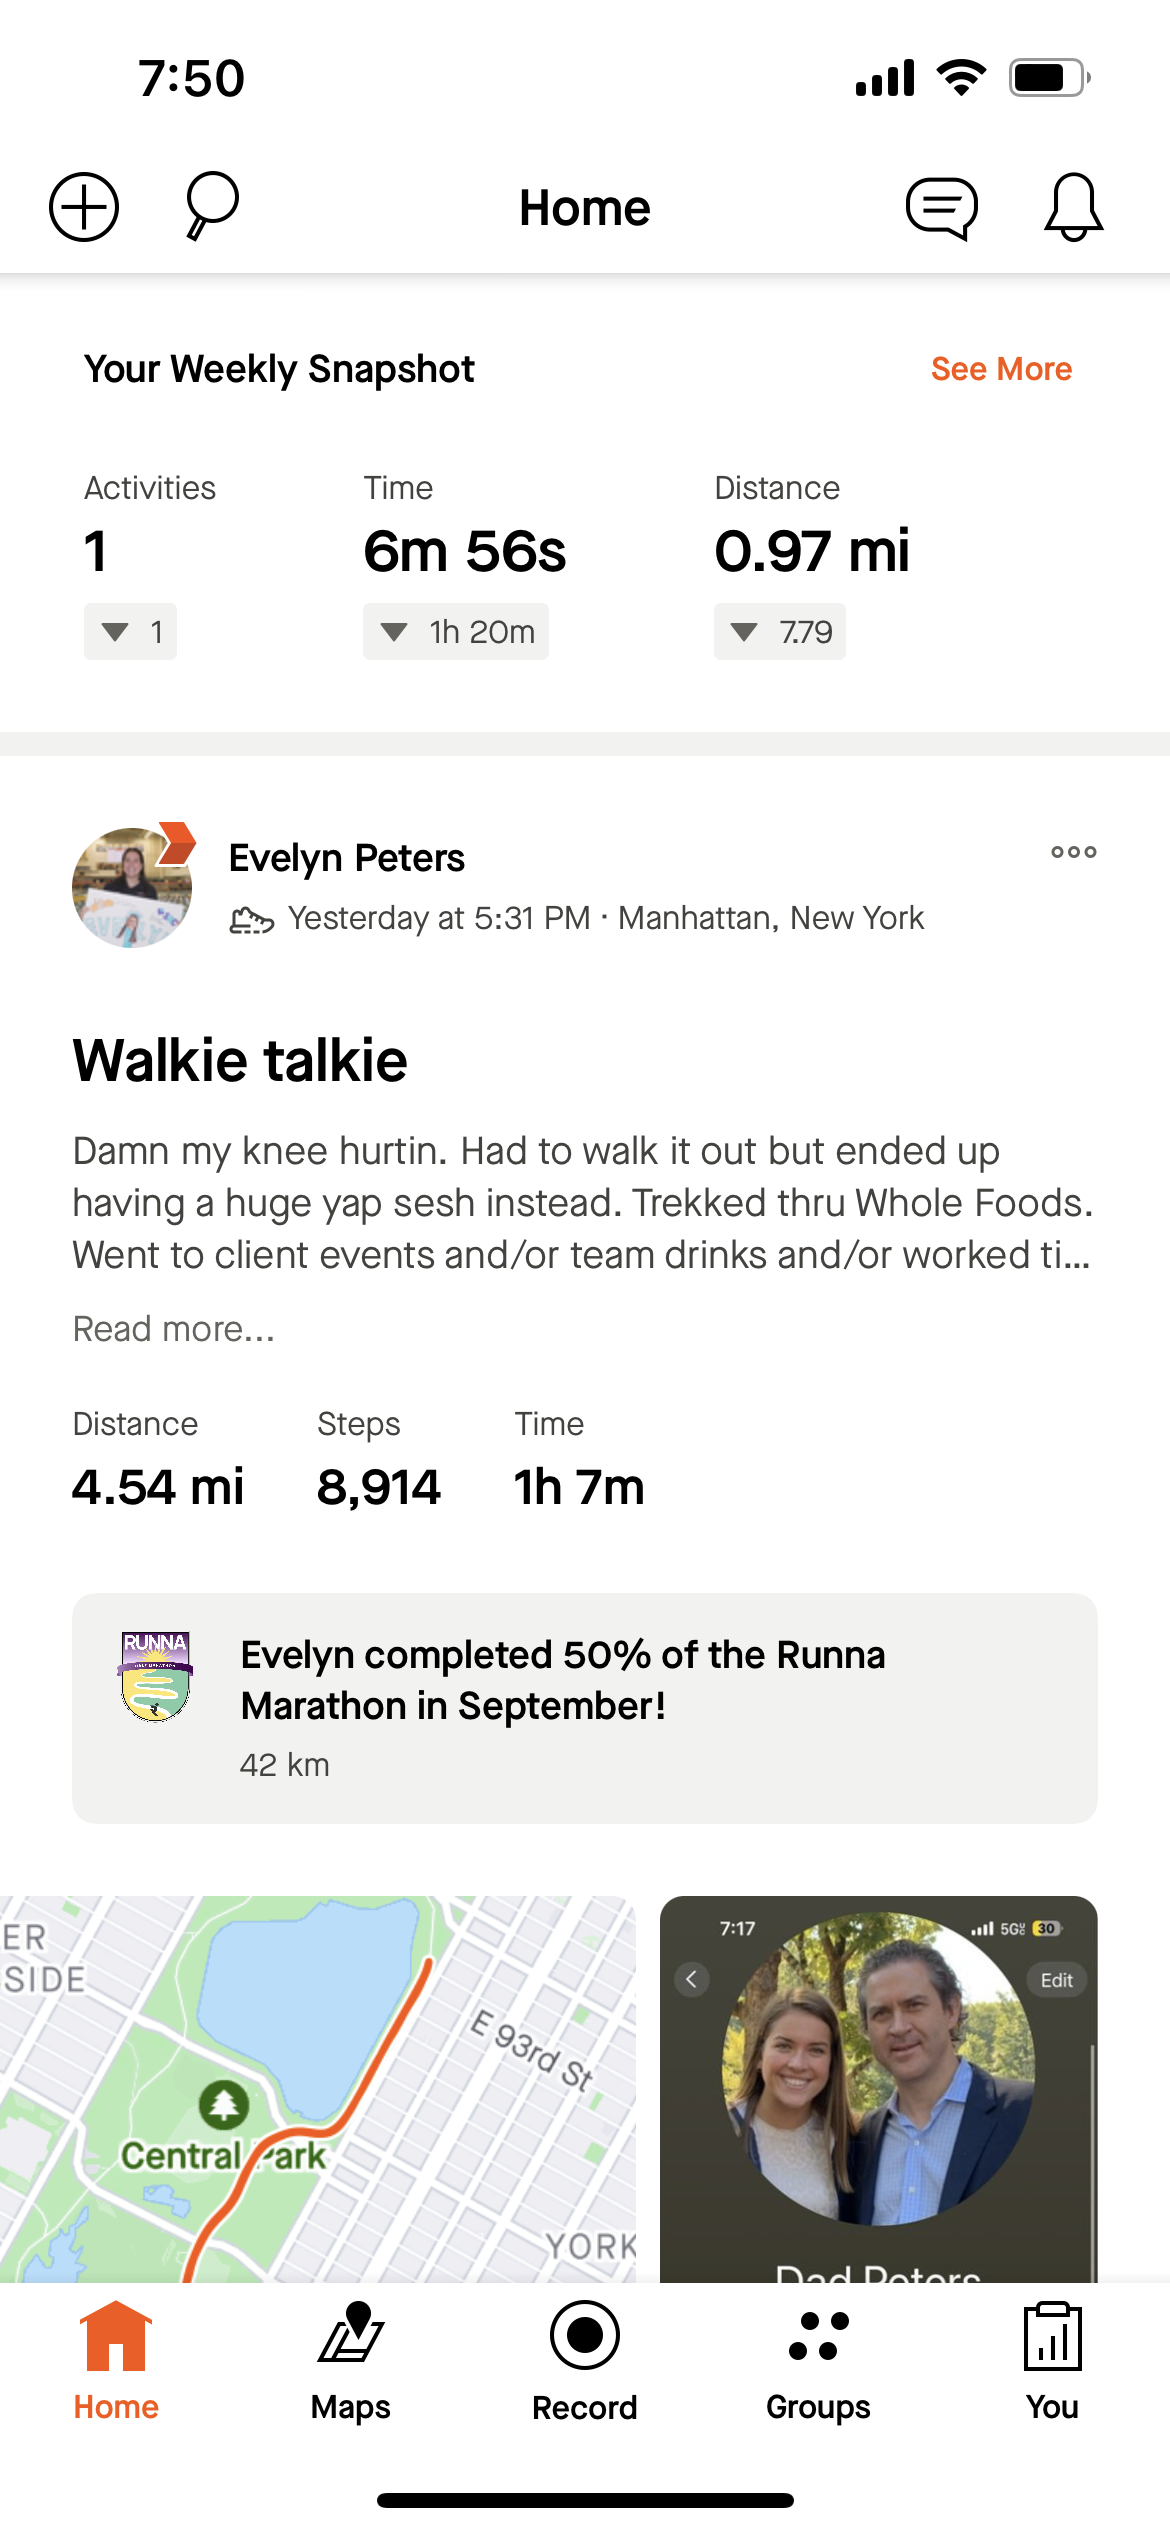 7:50
Home
Your Weekly Snapshot
See More
Activities
Time
Distance
1
6m 56s
0.97 mi
1
1h 20m
7.79
Evelyn Peters
Yesterday at 5:31 PM · Manhattan, New York
Walkie talkie
Damn my knee hurtin. Had to walk it out but ended up
having a huge yap sesh instead. Trekked thru Whole Foods.
Went to client events and/or team drinks and/or worked ti...
Read more...
Distance
Steps
Time
4.54 mi
8,914
1h 7m
RUNNA
Evelyn completed 50% of the Runna
Marathon in September!
42 km
ER
SIDE
E 93rd St
Central Park
YORK
7:17
5G
30
Edit
Dad Peters
Home
Maps
Record
Groups
You